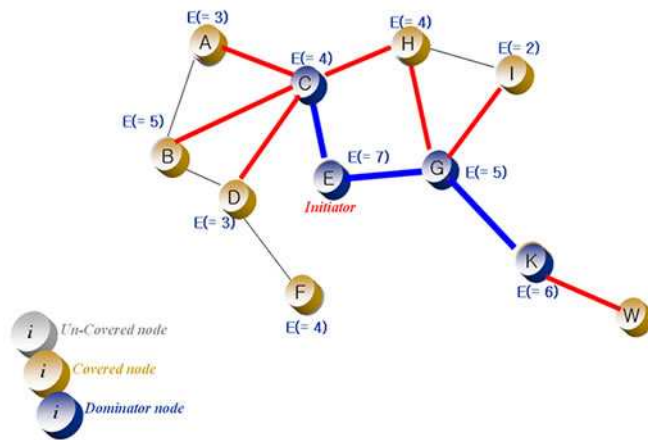 E(= 3)
A
E(= 4)
C
E(= 4)
H
E(= 2)
I
E(= 5)
B
E(= 7)
E
Initiator
G
E(= 5)
D
E(= 3)
K
E(= 6)
F
E(= 4)
W
i Un-Covered node
i Covered node
i Dominator node